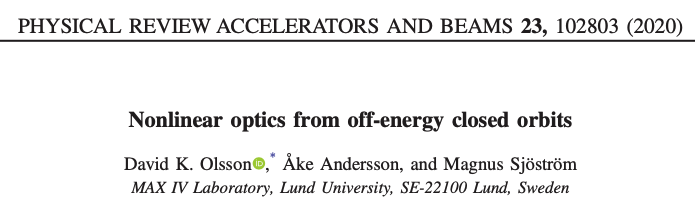 PHYSICAL REVIEW ACCELERATORS AND BEAMS 23, 102803 (2020)
Nonlinear optics from off-energy closed orbits
David K. Olsson iD,* Åke Andersson, and Magnus Sjöström
MAX IV Laboratory, Lund University, SE-22100 Lund, Sweden